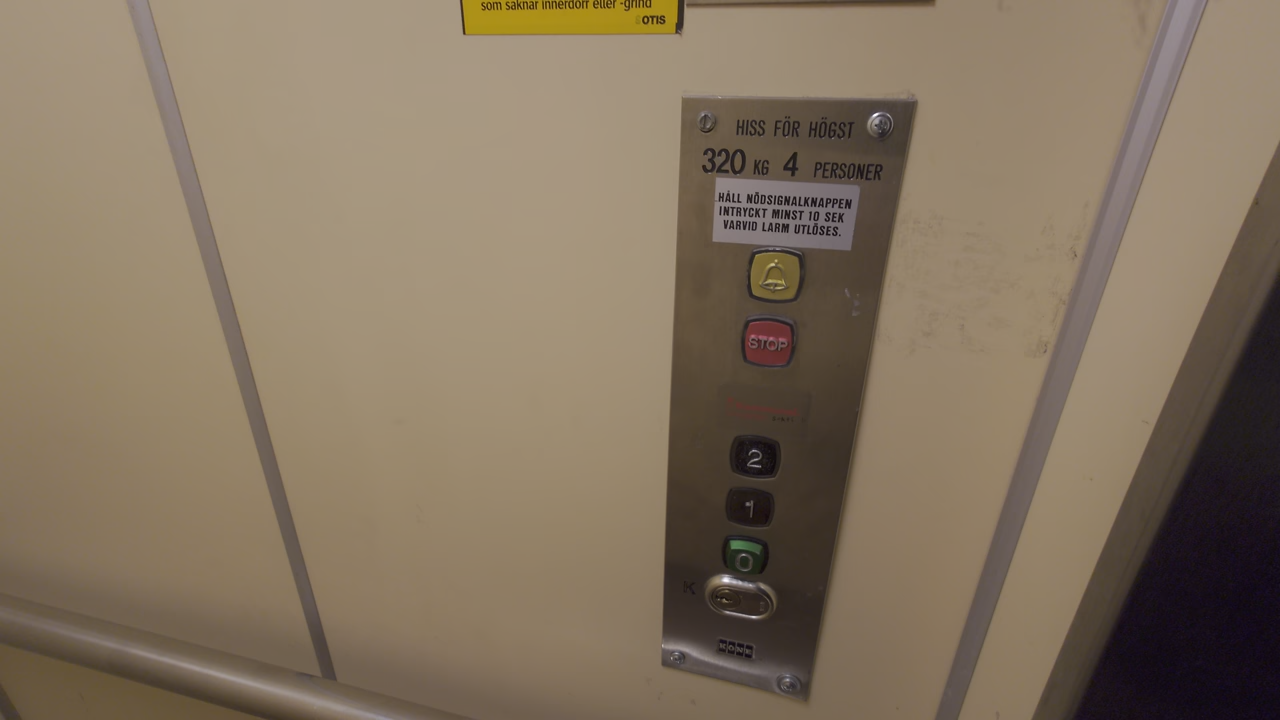 som saknar innerdörr eller -grind
OTIS
HISS FÖR HÖGST
320 KG 4 PERSONER
HÅLL NÖDSIGNALKNAPPEN
INTRYCKT MINST 10 SEK
VARVID LARM UTLÖSES.
STOP
2
1
0
K
KONE